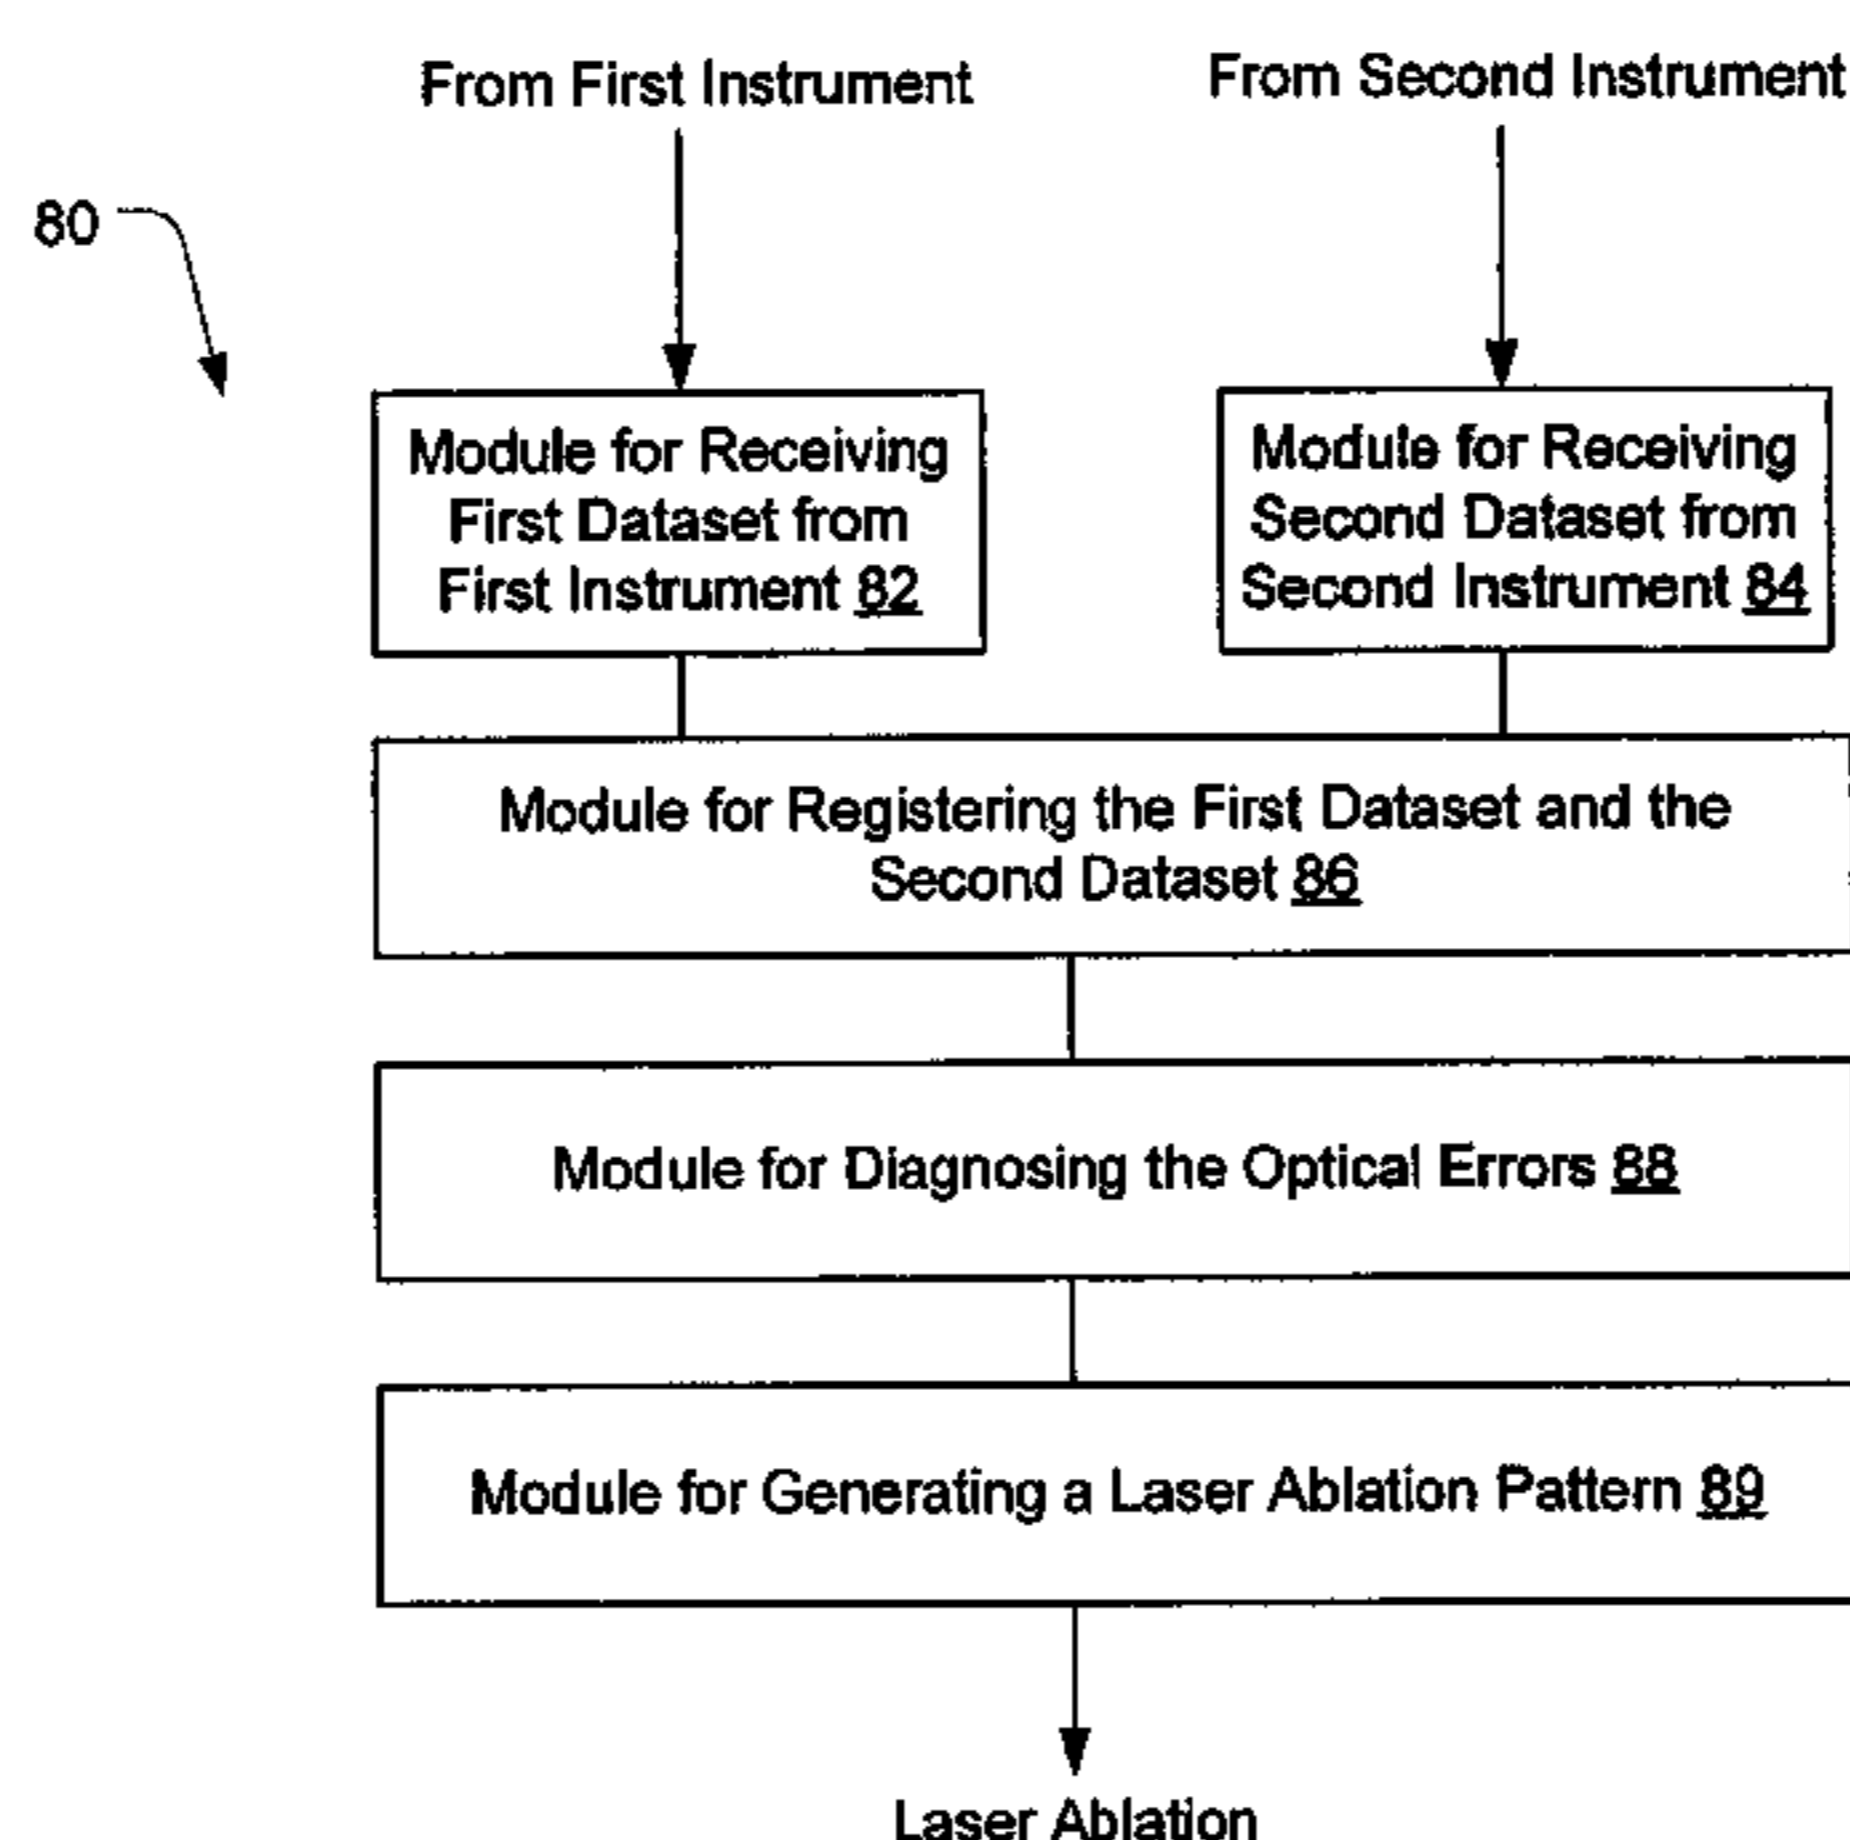 From First Instrument
From Second Instrument
80
Module for Receiving
First Dataset from
First Instrument 82
Module for Receiving
Second Dataset from
Second Instrument 84
Module for Registering the First Dataset and the
Second Dataset 86
Module for Diagnosing the Optical Errors 88
Module for Generating a Laser Ablation Pattern 89
Laser Ablation